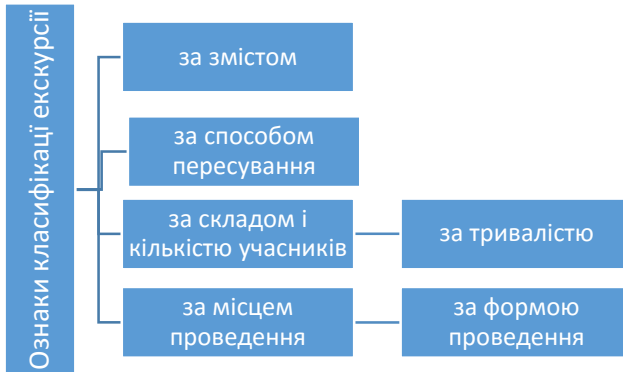 Ознаки класифікації екскурсії
за змістом
за способом
пересування
за складом і
кількістю учасників
за тривалістю
за місцем
проведення
за формою
проведення